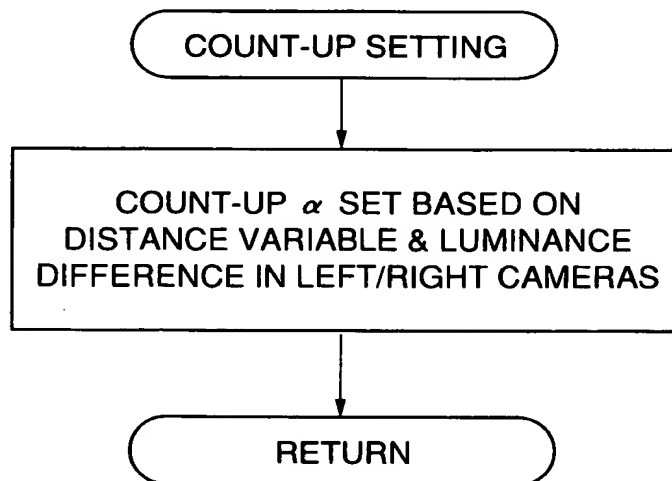 COUNT-UP SETTING
COUNT-UP α SET BASED ON
DISTANCE VARIABLE & LUMINANCE
DIFFERENCE IN LEFT/RIGHT CAMERAS
RETURN